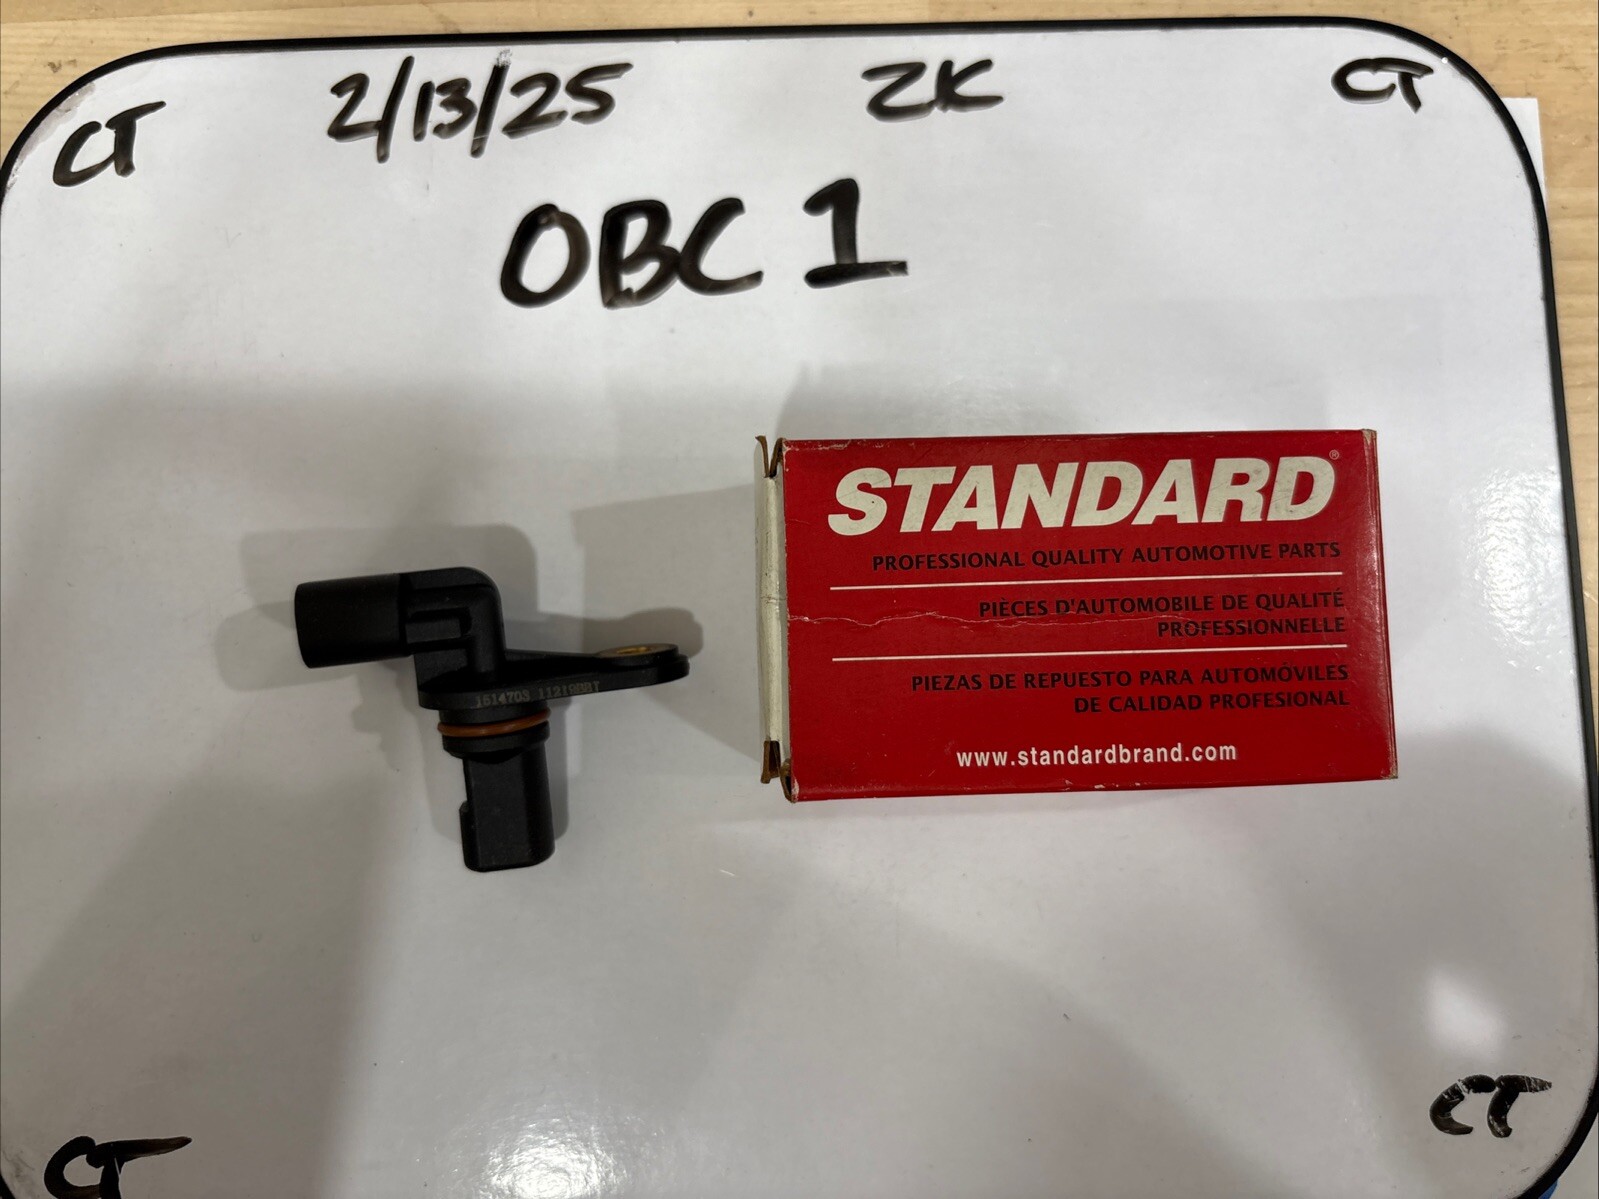 CT
2/13/25
ZK
CT
OBC 1
STANDARD®
PROFESSIONAL QUALITY AUTOMOTIVE PARTS
PIÈCES D'AUTOMOBILE DE QUALITÉ
PROFESSIONNELLE
PIEZAS DE REPUESTO PARA AUTOMÓVILES
DE CALIDAD PROFESIONAL
www.standardbrand.com
1514703
CT
CT